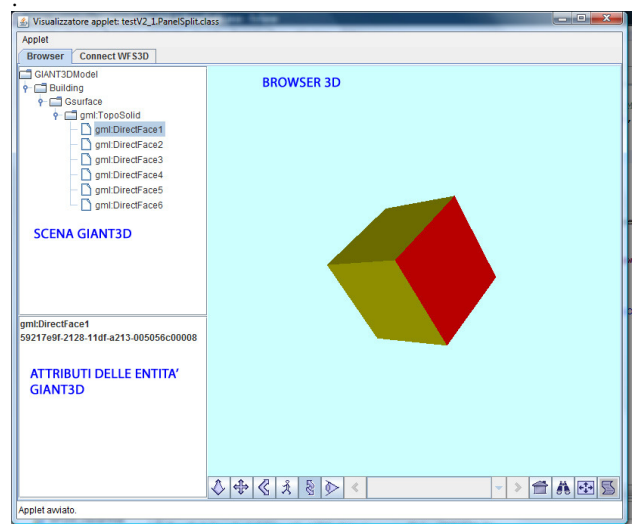 Visualizzatore applet: testV2_1.PanelSplit.class
Applet
Browser
Connect WFS3D
GIANT3DModel
Building
Gsurface
gml:TopoSolid
gml:DirectFace1
gml:DirectFace2
gml:DirectFace3
gml:DirectFace4
gml:DirectFace5
gml:DirectFace6
SCENA GIANT3D
BROWSER 3D
gml:DirectFace1
59217e9f-2128-11df-a213-005056c00008
ATTRIBUTI DELLE ENTITA'
GIANT3D
Applet avviato.